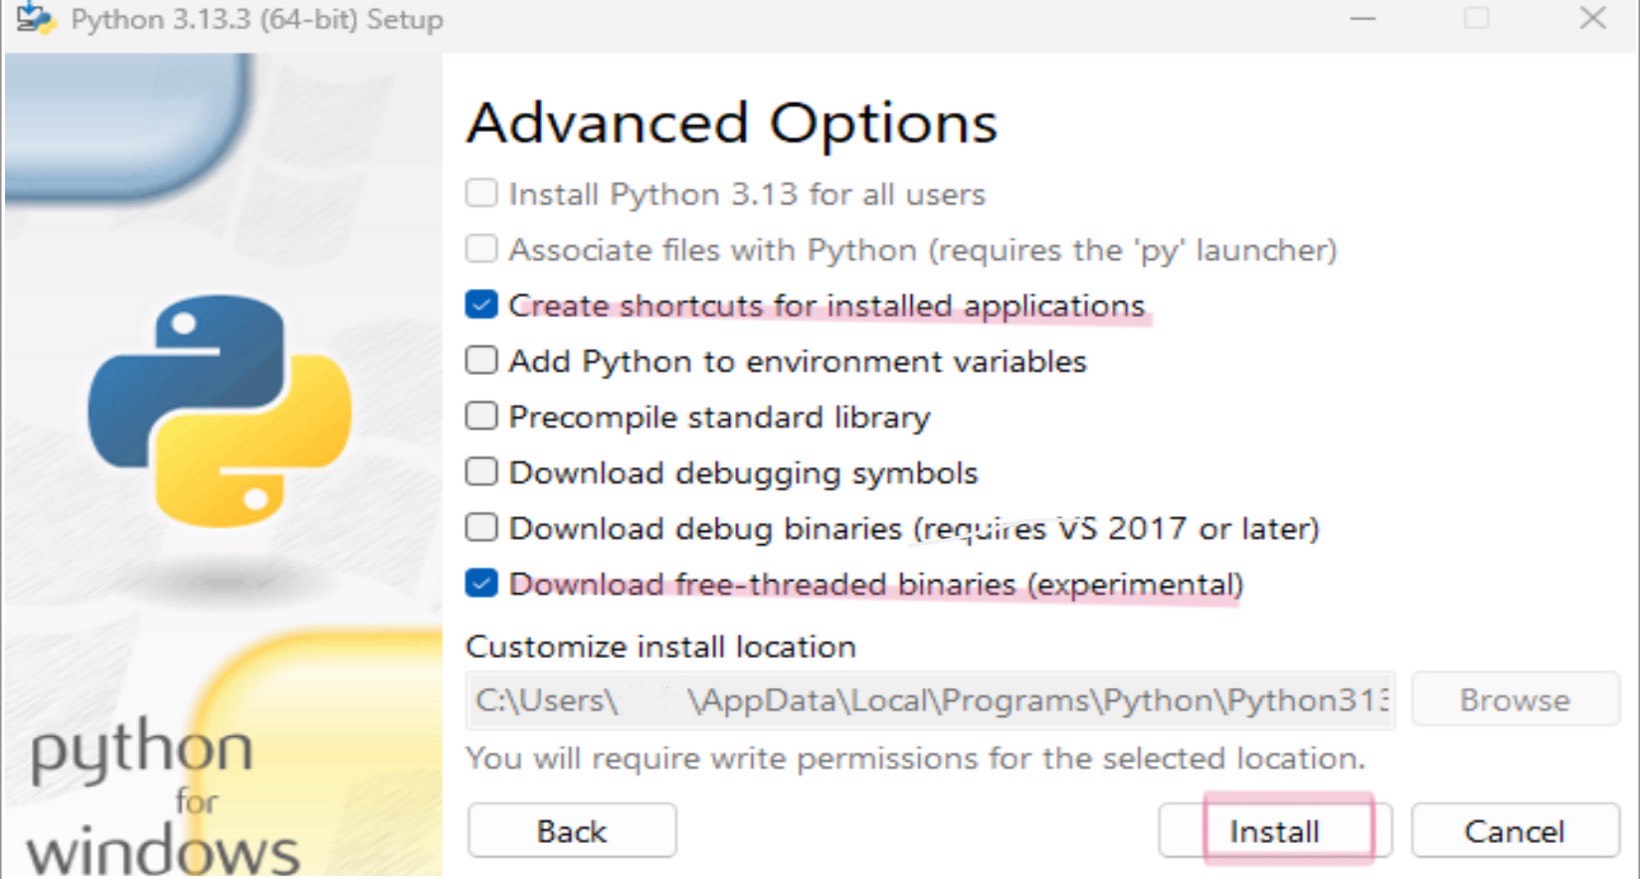 Python 3.13.3 (64-bit) Setup
Advanced Options
Install Python 3.13 for all users
Associate files with Python (requires the 'py' launcher)
Create shortcuts for installed applications
Add Python to environment variables
Precompile standard library
Download debugging symbols
Download debug binaries (requires VS 2017 or later)
Download free-threaded binaries (experimental)
Customize install location
C:\Users\ \AppData\Local\Programs\Python\Python313
Browse
You will require write permissions for the selected location.
python
for
windows
Back
Install
Cancel